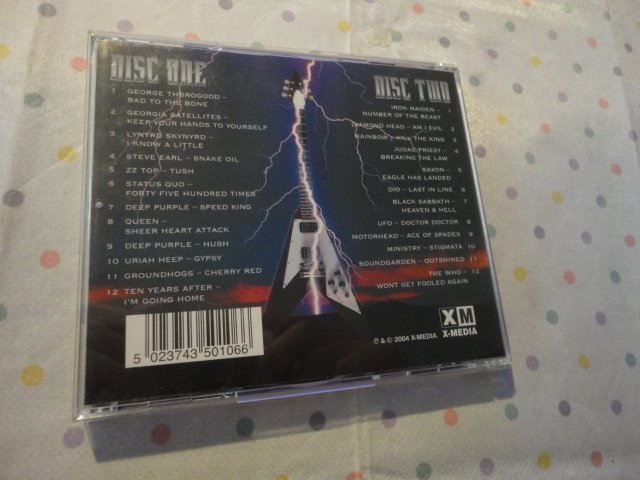 DISC ONE
1 GEORGE THOROGOOD –
BAD TO THE BONE
2 GEORGIA SATELLITES –
KEEP YOUR HANDS TO YOURSELF
3 LYNYRD SKYNYRD –
I KNOW A LITTLE
4 STEVE EARL – SNAKE OIL
5 ZZ TOP – TUSH
6 STATUS QUO –
FORTY FIVE HUNDRED TIMES
7 DEEP PURPLE – SPEED KING
8 QUEEN –
SHEER HEART ATTACK
9 DEEP PURPLE – HUSH
10 URIAH HEEP – GYPSY
11 GROUNDHOGS – CHERRY RED
12 TEN YEARS AFTER –
I'M GOING HOME
5 023743 501066
DISC TWO
IRON MAIDEN – 1
NUMBER OF THE BEAST
DIAMOND HEAD – AM I EVIL 2
RAINBOW – KILL THE KING 3
JUDAS PRIEST – 4
BREAKING THE LAW
SAXON – 5
EAGLE HAS LANDED
DIO – LAST IN LINE 6
BLACK SABBATH – 7
HEAVEN & HELL
UFO – DOCTOR DOCTOR 8
MOTORHEAD – ACE OF SPADES 9
MINISTRY – STIGMATA 10
SOUNDGARDEN – OUTSHINED 11
THE WHO – 12
WONT GET FOOLED AGAIN
XM
X-MEDIA
℗ & © 2004 X-MEDIA